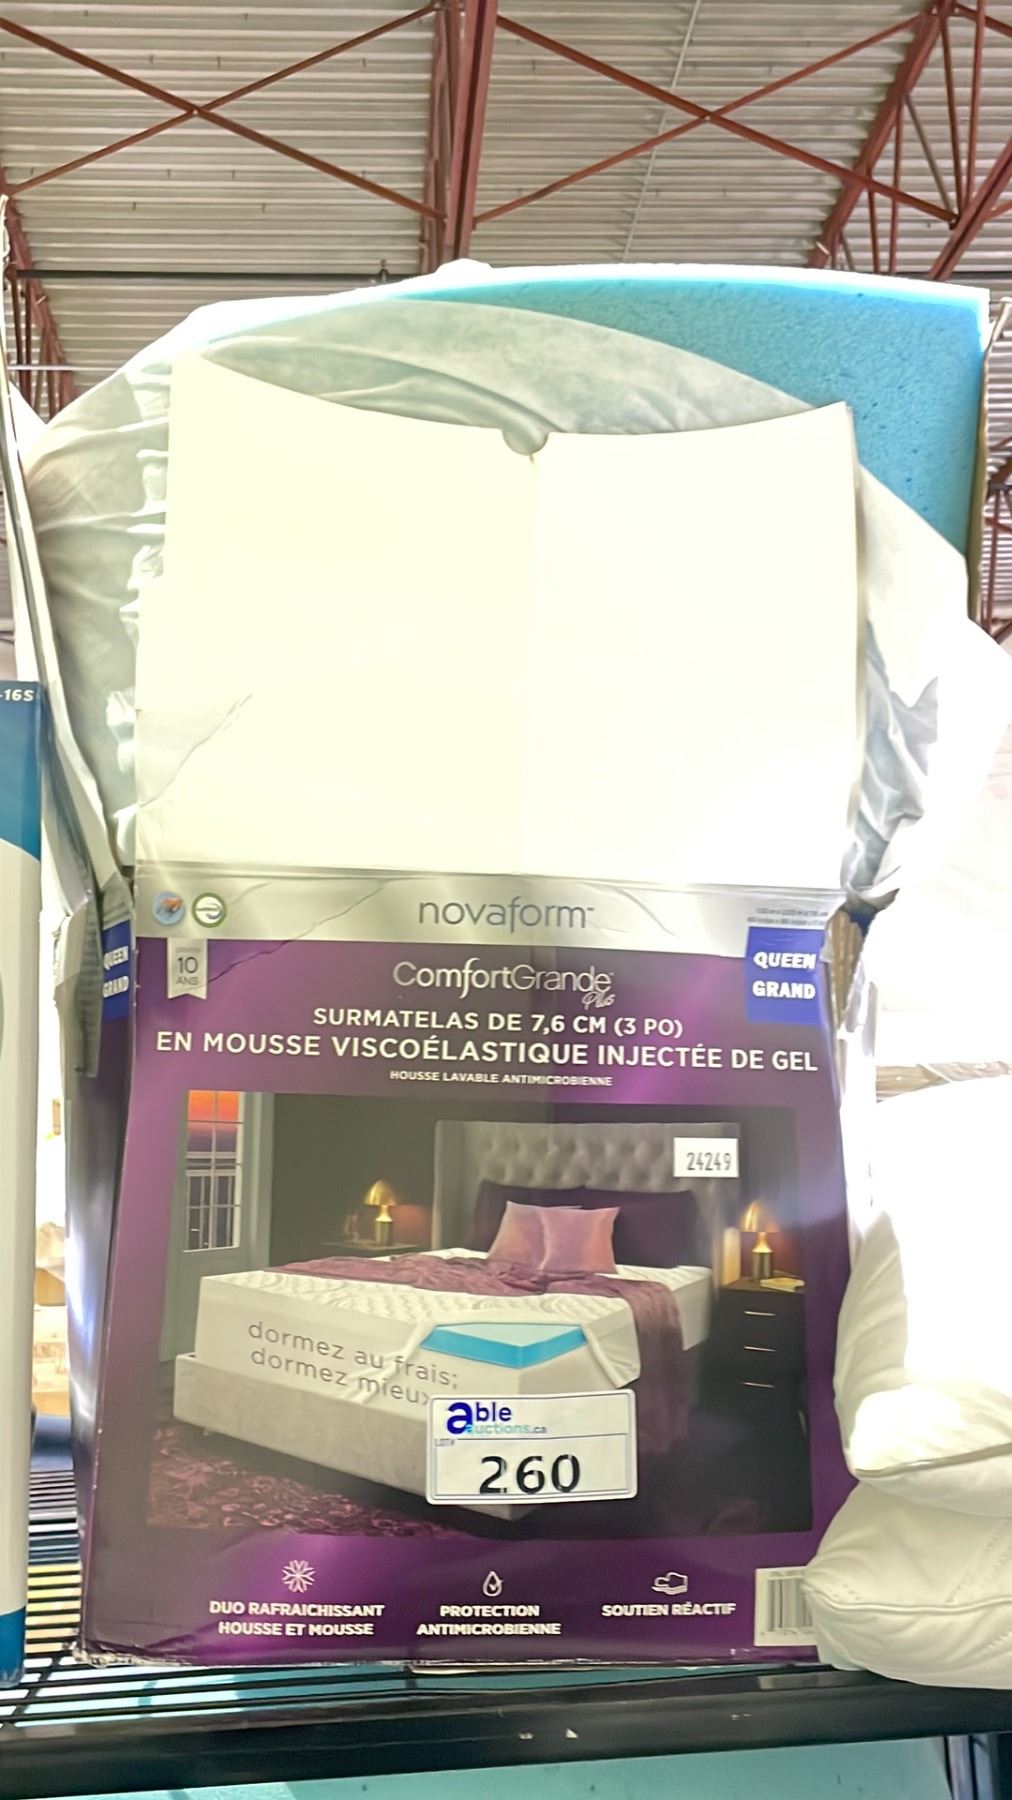 -16S
novaform
QUEEN
GRAND
10
ANS
QUEEN
GRAND
ComfortGrande
Plus
SURMATELAS DE 7,6 CM (3 PO)
EN MOUSSE VISCOÉLASTIQUE INJECTÉE DE GEL
HOUSSE LAVABLE ANTIMICROBIENNE
24249
dormez au frais;
dormez mieux
able
auctions.ca
LOT#
260
DUO RAFRAICHISSANT
HOUSSE ET MOUSSE
PROTECTION
ANTIMICROBIENNE
SOUTIEN RÉACTIF